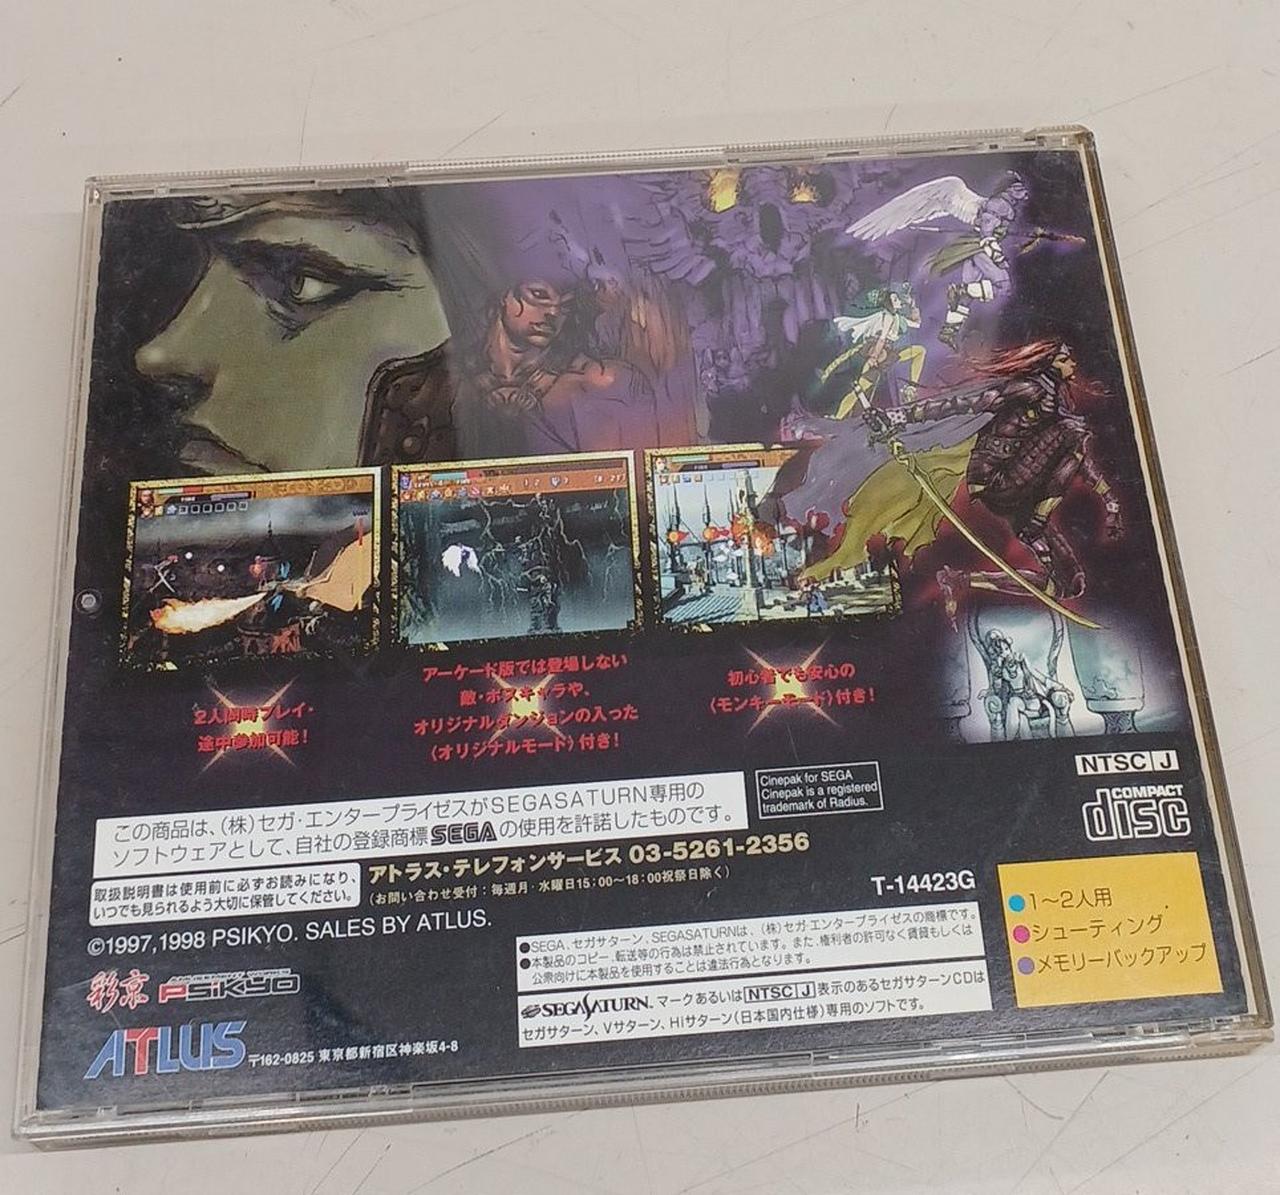 2人同時プレイ・
途中参加可能!
アーケード版では登場しない
敵・ボスキャラや、
オリジナルダンジョンの入った
〈オリジナルモード〉付き!
初心者でも安心の
〈モンキーモード〉付き!
この商品は、(株)セガ・エンタープライゼスがSEGASATURN専用の
ソフトウェアとして、自社の登録商標SEGAの使用を許諾したものです。
Cinepak for SEGA
Cinepak is a registered
trademark of Radius.
NTSC J
COMPACT
disc
取扱説明書は使用前に必ずお読みになり、
いつでも見られるよう大切に保管してください。
アトラス・テレフォンサービス 03-5261-2356
(お問い合わせ受付:毎週月・水曜日15:00〜18:00祝祭日除く)
T-14423G
©1997,1998 PSIKYO. SALES BY ATLUS.
●SEGA、セガサターン、SEGASATURNは、(株)セガ・エンタープライゼスの商標です。
●本製品のコピー、転送等の行為は禁止されています。また、権利者の許可なく賃貸もしくは
公衆向けに本製品を使用することは違法行為となります。
SEGASATURN.マークあるいはNTSC J表示のあるセガサターンCDは
セガサターン、Vサターン、Hiサターン(日本国内仕様)専用のソフトです。
●1〜2人用
●シューティング
●メモリーバックアップ
彩京
AMUSEMENT WORKS
PSIKYO
ATLUS
〒162-0825 東京都新宿区神楽坂4-8